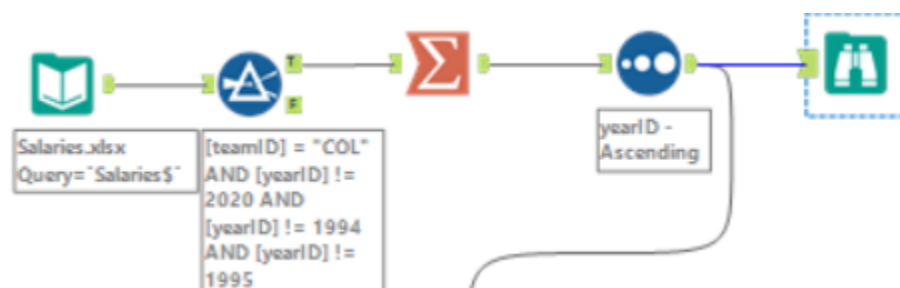 T
F
Salaries.xlsx
Query=`Salaries$`
[teamID] = "COL"
AND [yearID] !=
2020 AND
[yearID] != 1994
AND [yearID] !=
1995
yearID -
Ascending